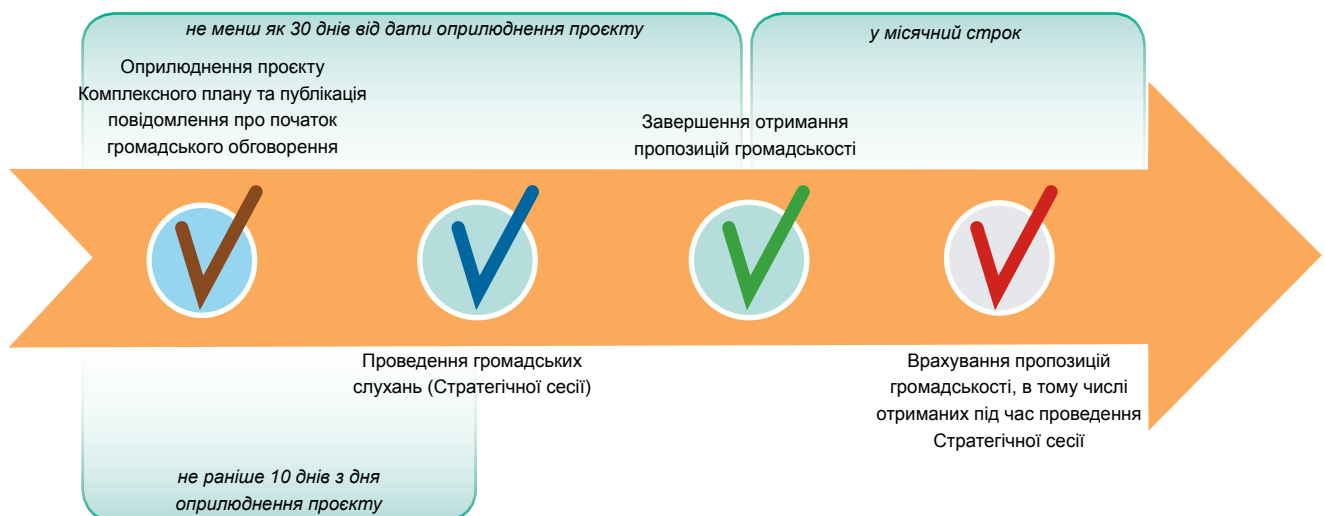 не менш як 30 днів від дати оприлюднення проєкту
у місячний строк
Оприлюднення проєкту
Комплексного плану та публікація
повідомлення про початок
громадського обговорення
Завершення отримання
пропозицій громадськості
Проведення громадських
слухань (Стратегічної сесії)
Врахування пропозицій
громадськості, в тому числі
отриманих під час проведення
Стратегічної сесії
не раніше 10 днів з дня
оприлюднення проєкту